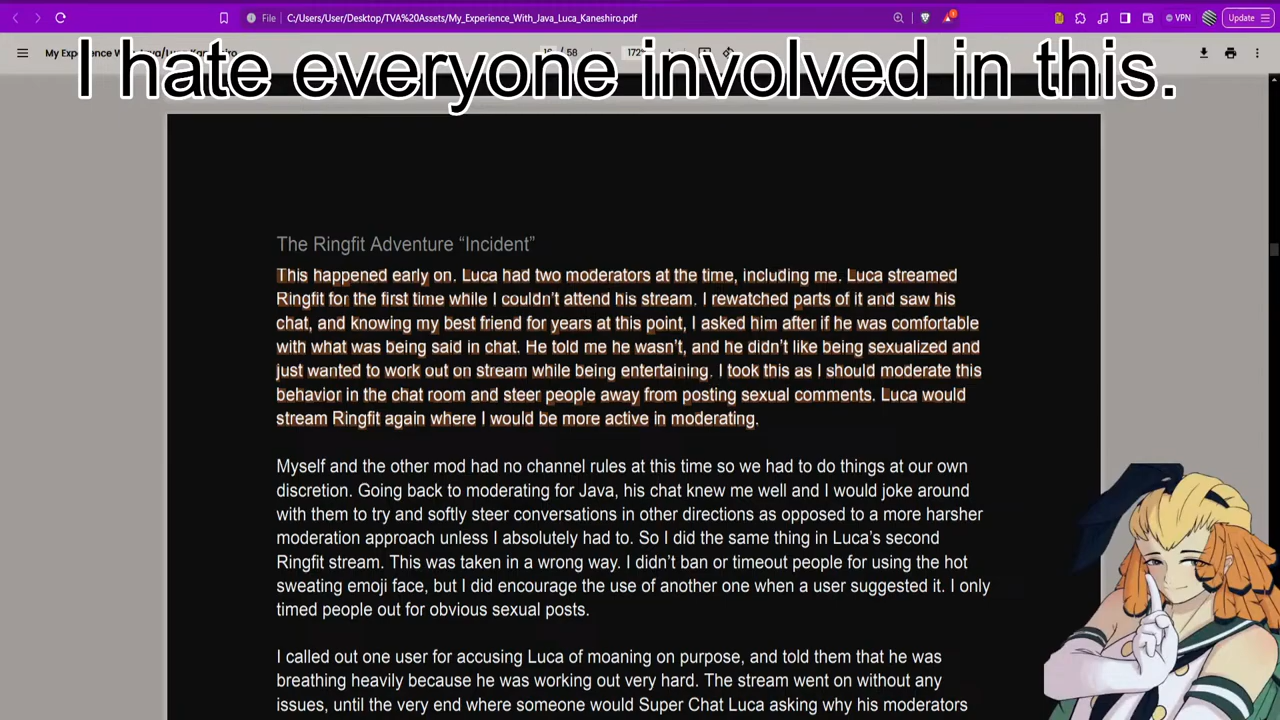 File C:/Users/User/Desktop/TVA%20Assets/My_Experience_With_Java_Luca_Kaneshiro.pdf
VPN
Update
I hate everyone involved in this.
The Ringfit Adventure “Incident”
This happened early on. Luca had two moderators at the time, including me. Luca streamed
Ringfit for the first time while I couldn’t attend his stream. I rewatched parts of it and saw his
chat, and knowing my best friend for years at this point, I asked him after if he was comfortable
with what was being said in chat. He told me he wasn’t, and he didn’t like being sexualized and
just wanted to work out on stream while being entertaining. I took this as I should moderate this
behavior in the chat room and steer people away from posting sexual comments. Luca would
stream Ringfit again where I would be more active in moderating.
Myself and the other mod had no channel rules at this time so we had to do things at our own
discretion. Going back to moderating for Java, his chat knew me well and I would joke around
with them to try and softly steer conversations in other directions as opposed to a more harsher
moderation approach unless I absolutely had to. So I did the same thing in Luca’s second
Ringfit stream. This was taken in a wrong way. I didn’t ban or timeout people for using the hot
sweating emoji face, but I did encourage the use of another one when a user suggested it. I only
timed people out for obvious sexual posts.
I called out one user for accusing Luca of moaning on purpose, and told them that he was
breathing heavily because he was working out very hard. The stream went on without any
issues, until the very end where someone would Super Chat Luca asking why his moderators